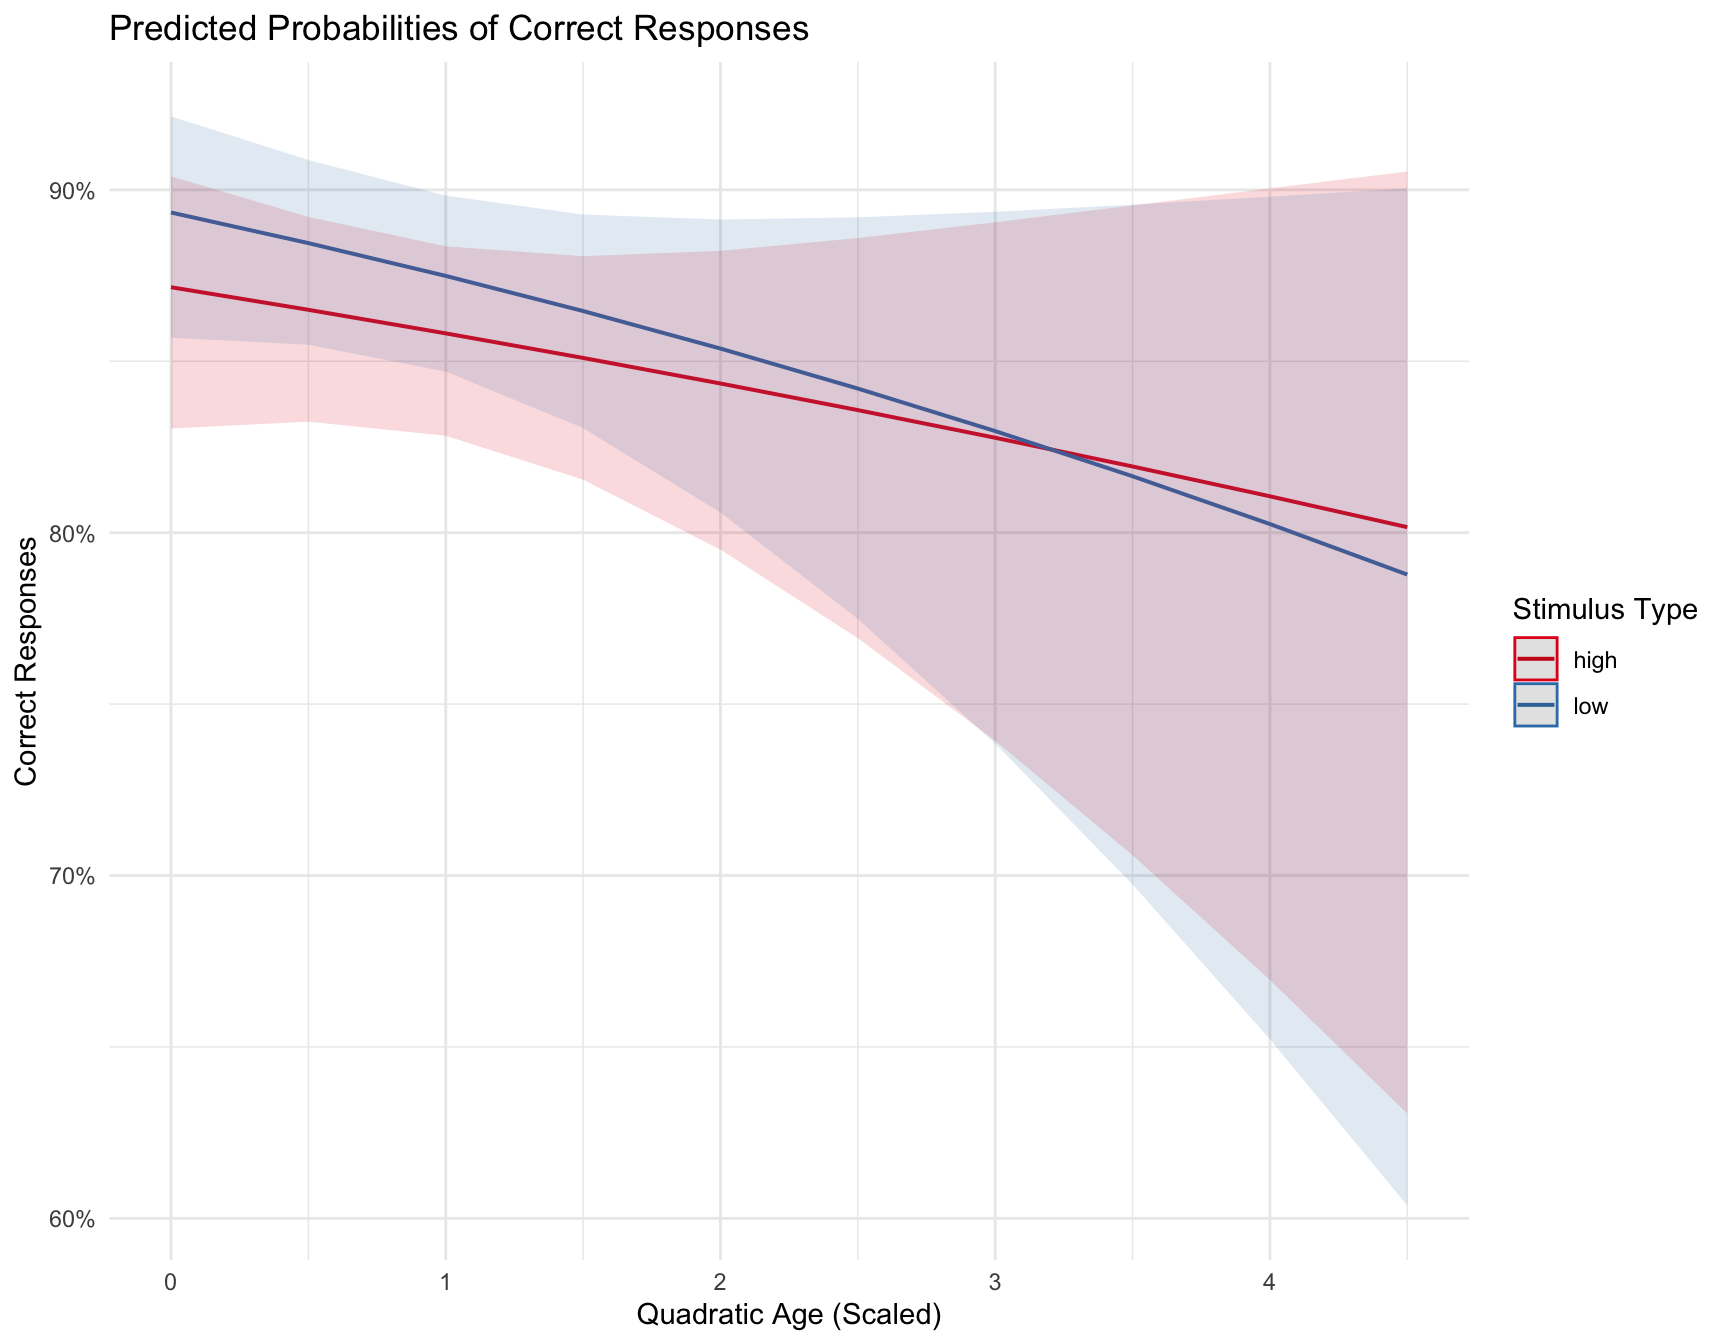 Predicted Probabilities of Correct Responses
90%
80%
70%
60%
Correct Responses
0 1 2 3 4
Quadratic Age (Scaled)
Stimulus Type
high
low